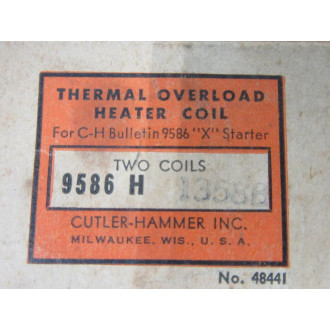 THERMAL OVERLOAD
HEATER COIL
For C-H Bulletin 9586 "X" Starter
TWO COILS
9586 H
CUTLER-HAMMER INC.
MILWAUKEE, WIS., U. S. A.
No. 48441